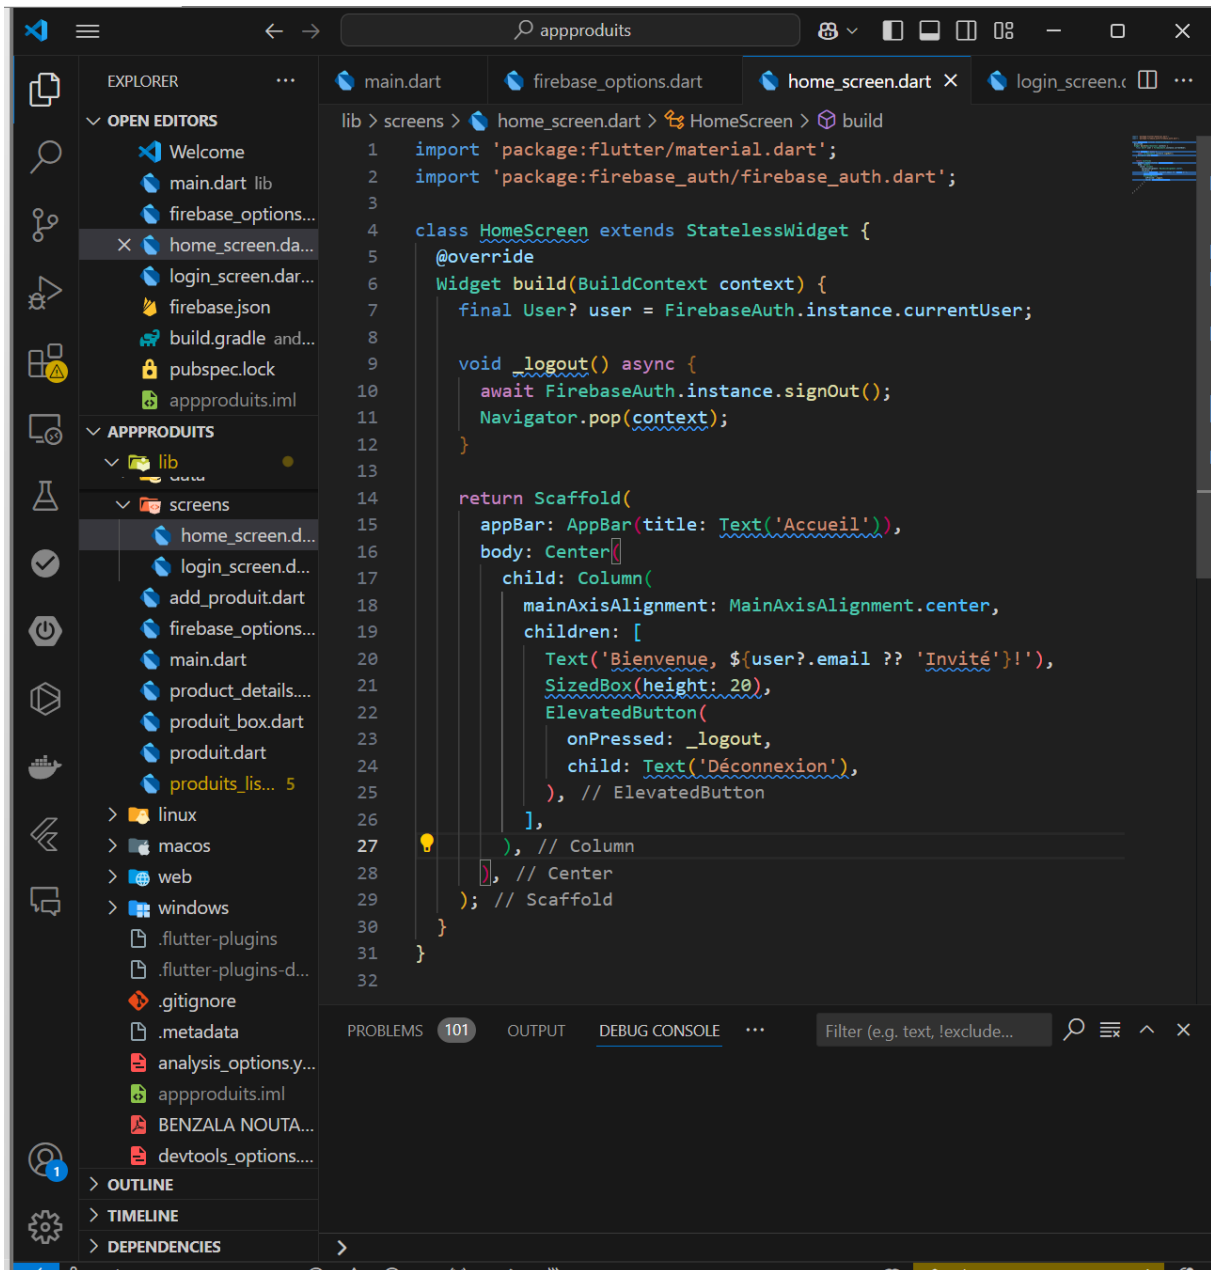 appproduits
EXPLORER
main.dart
firebase_options.dart
home_screen.dart
login_screen.c
OPEN EDITORS
Welcome
main.dart lib
firebase_options...
home_screen.da...
login_screen.dar...
firebase.json
build.gradle and...
pubspec.lock
appproduits.iml
APPPRODUITS
lib
data
screens
home_screen.d...
login_screen.d...
add_produit.dart
firebase_options...
main.dart
product_details....
produit_box.dart
produit.dart
produits_lis... 5
linux
macos
web
windows
.flutter-plugins
.flutter-plugins-d...
.gitignore
.metadata
analysis_options.y...
appproduits.iml
BENZALA NOUTA...
devtools_options....
OUTLINE
TIMELINE
DEPENDENCIES
1
lib > screens > home_screen.dart > HomeScreen > build
1 import 'package:flutter/material.dart';
2 import 'package:firebase_auth/firebase_auth.dart';
3
4 class HomeScreen extends StatelessWidget {
5 @override
6 Widget build(BuildContext context) {
7 final User? user = FirebaseAuth.instance.currentUser;
8
9 void _logout() async {
10 await FirebaseAuth.instance.signOut();
11 Navigator.pop(context);
12 }
13
14 return Scaffold(
15 appBar: AppBar(title: Text('Accueil')),
16 body: Center(
17 child: Column(
18 mainAxisAlignment: MainAxisAlignment.center,
19 children: [
20 Text('Bienvenue, ${user?.email ?? 'Invité'}!'),
21 SizedBox(height: 20),
22 ElevatedButton(
23 onPressed: _logout,
24 child: Text('Déconnexion'),
25 ), // ElevatedButton
26 ],
27 ), // Column
28 ), // Center
29 ); // Scaffold
30 }
31 }
32
PROBLEMS 101 OUTPUT DEBUG CONSOLE
Filter (e.g. text, !exclude...